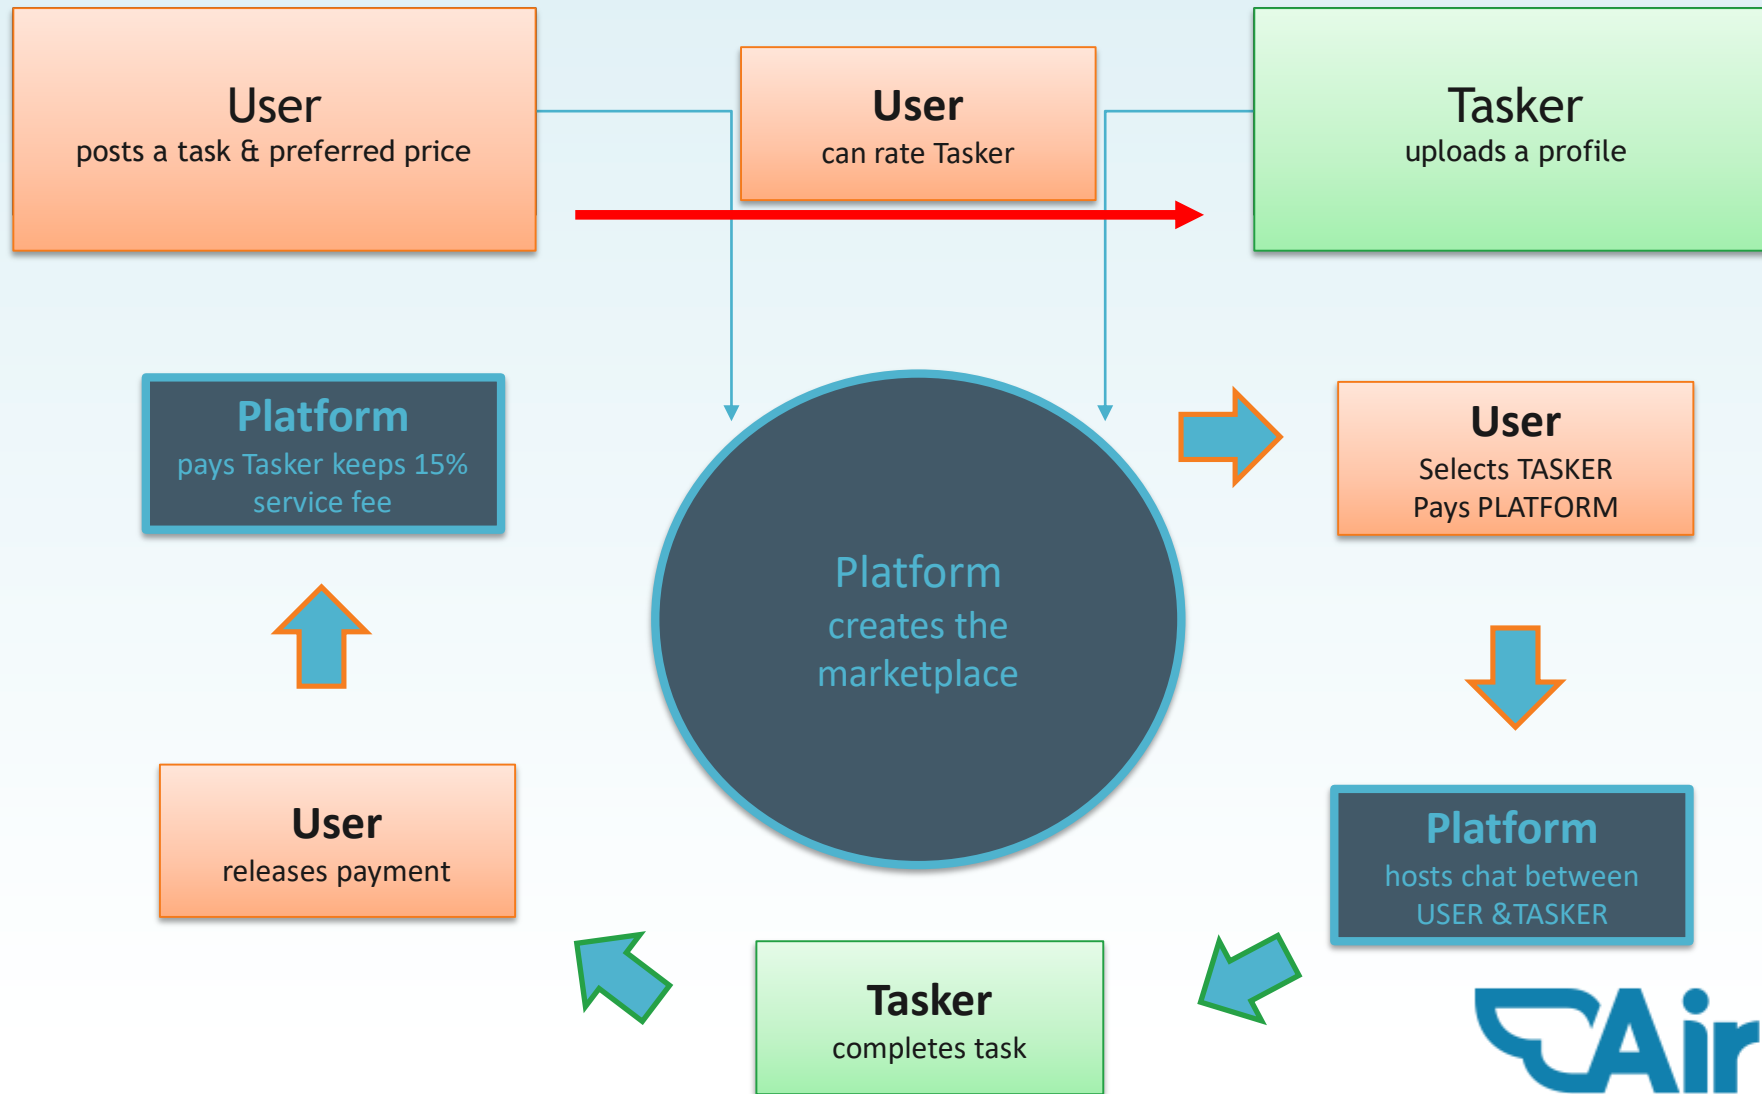 User
posts a task & preferred price
User
can rate Tasker
Tasker
uploads a profile
Platform
pays Tasker keeps 15%
service fee
Platform
creates the
marketplace
User
Selects TASKER
Pays PLATFORM
User
releases payment
Platform
hosts chat between
USER &TASKER
Tasker
completes task
Air